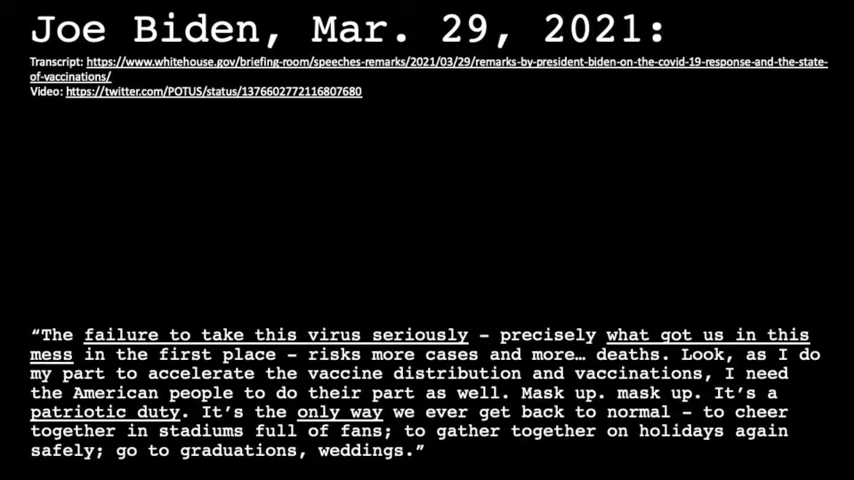 Joe Biden, Mar. 29, 2021:
Transcript: https://www.whitehouse.gov/briefing-room/speeches-remarks/2021/03/29/remarks-by-president-biden-on-the-covid-19-response-and-the-state-
of-vaccinations/
Video: https://twitter.com/POTUS/status/1376602772116807680
“The failure to take this virus seriously – precisely what got us in this
mess in the first place – risks more cases and more… deaths. Look, as I do
my part to accelerate the vaccine distribution and vaccinations, I need
the American people to do their part as well. Mask up. mask up. It’s a
patriotic duty. It’s the only way we ever get back to normal – to cheer
together in stadiums full of fans; to gather together on holidays again
safely; go to graduations, weddings.”